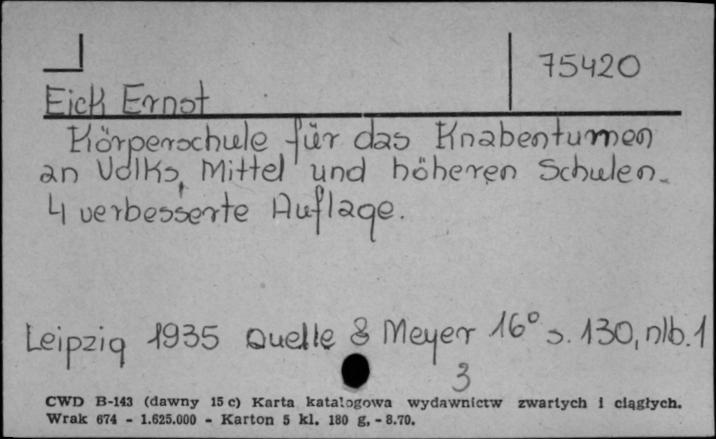 75420
Eick Ernst
Körperschule für das Knabentumen
an Volks, Mittel und höheren Schulen.
4 verbesserte Auflage.
Leipzig 1935 Quelle & Meyer 16° s. 130, nlb. 1
3
CWD B-143 (dawny 15 c) Karta katalogowa wydawnictw zwartych i ciągłych.
Wrak 674 - 1.625.000 - Karton 5 kl. 180 g, - 8.70.